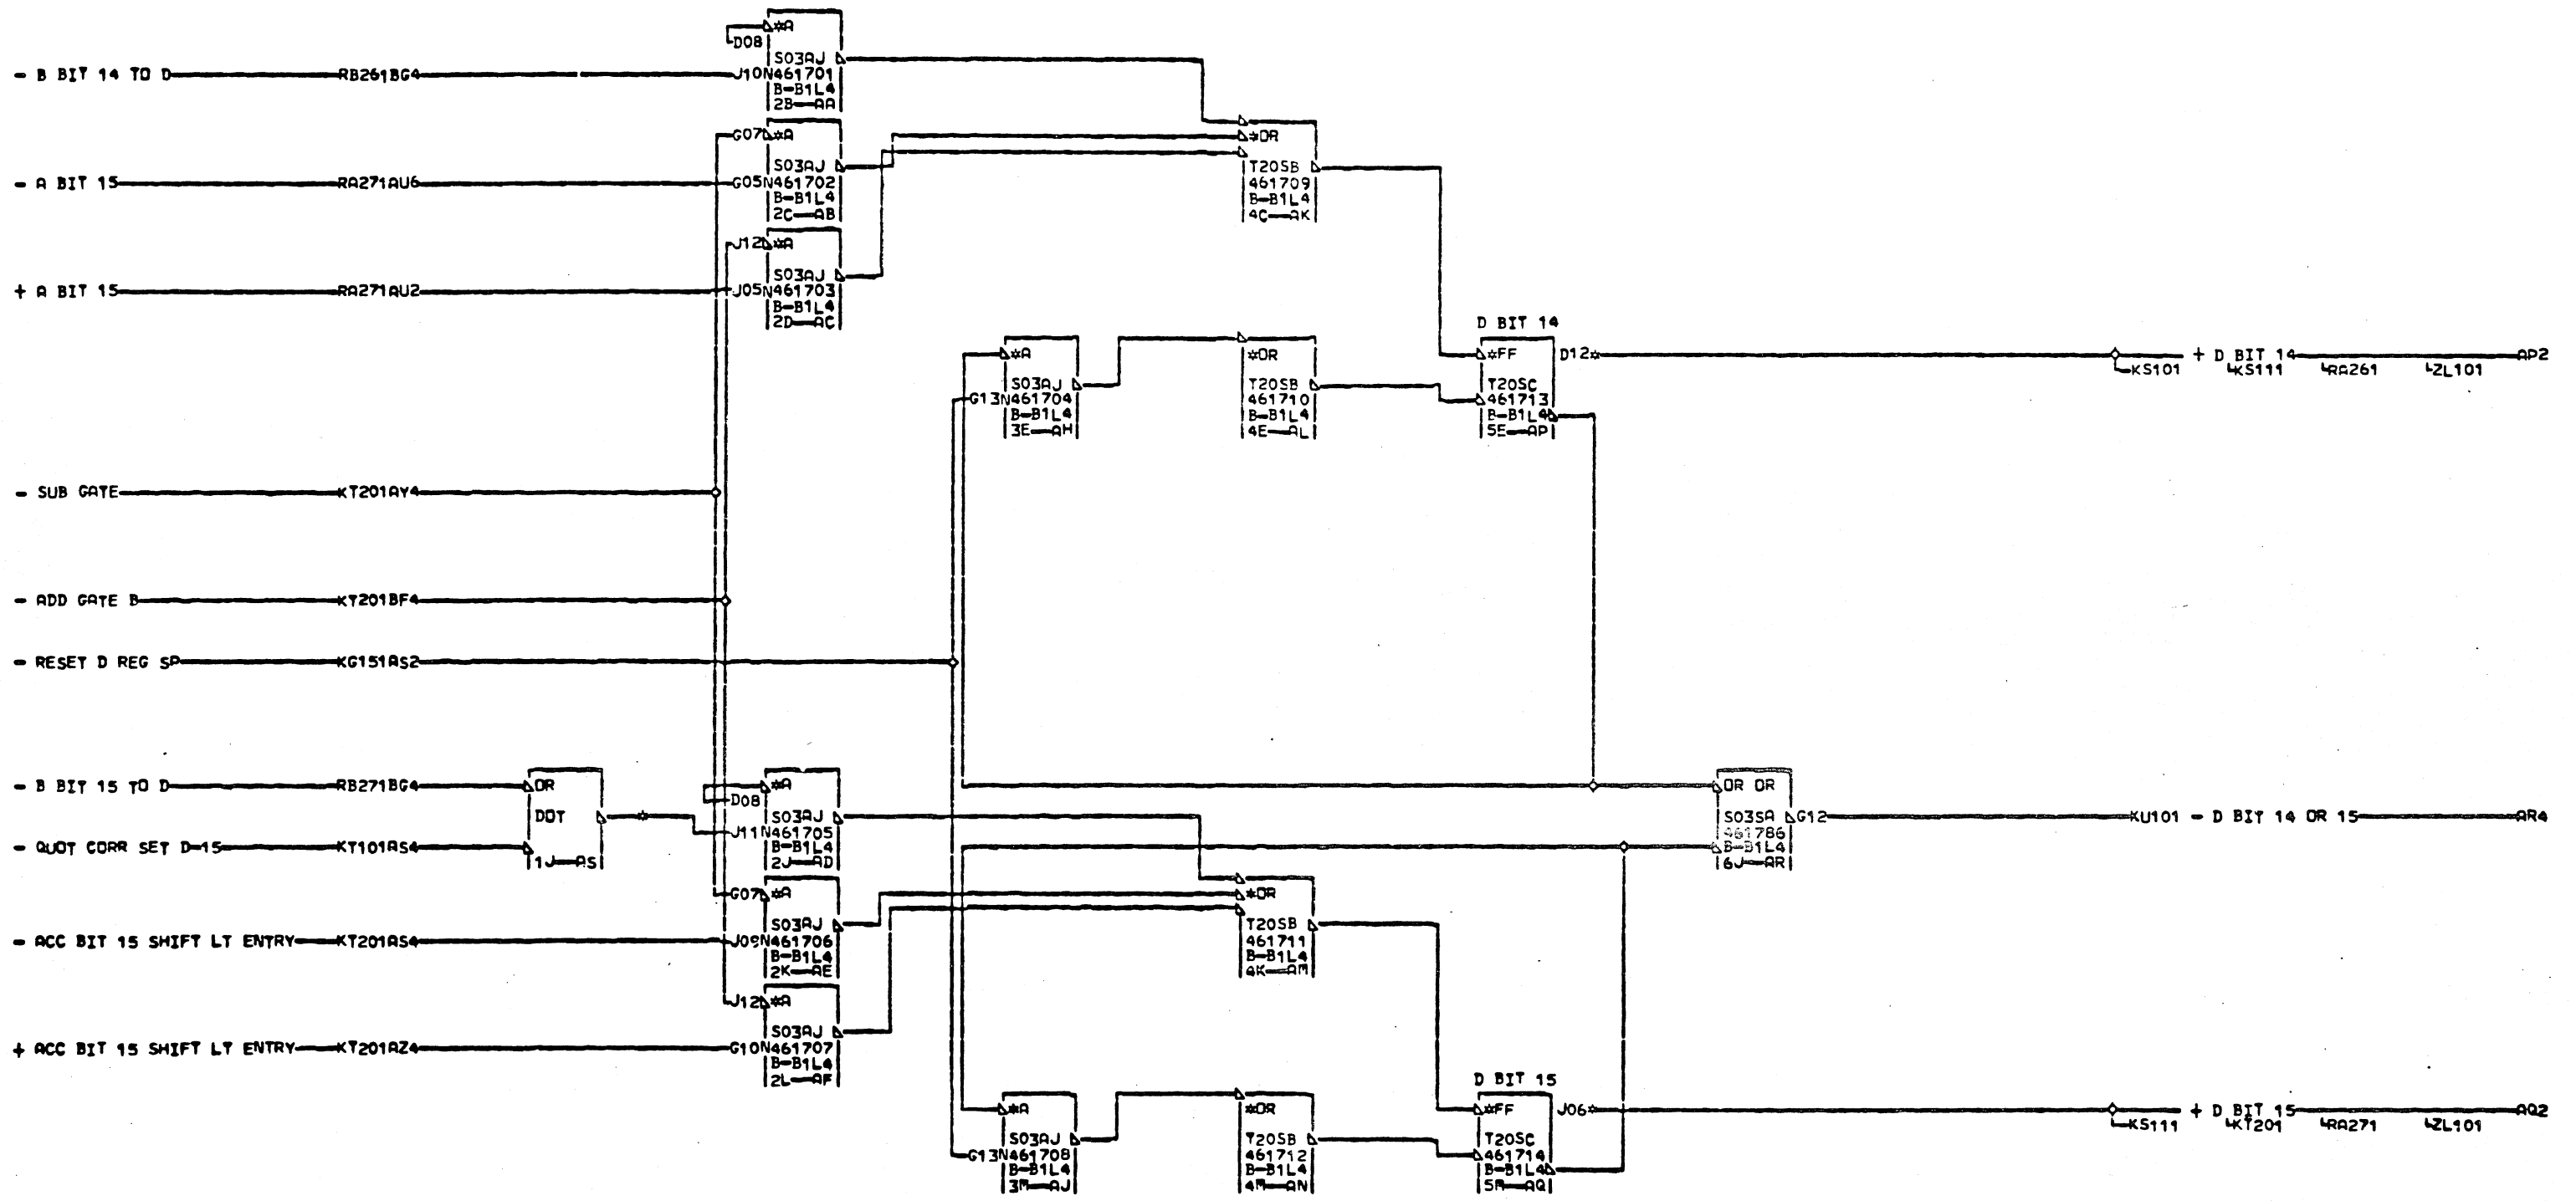 *A
D08
S03AJ
- B BIT 14 TO D RB261BG4 J10N461701
B-B1L4
2B-AA
G07 *A
*OR
S03AJ T20SB
- A BIT 15 RA271AU6 G05N461702 461709
B-B1L4 B-B1L4
2C-AB 4C-AK
J12 *A
S03AJ
+ A BIT 15 RA271AU2 J05N461703
B-B1L4
2D-AC
D BIT 14
*A *OR *FF D12* + D BIT 14 AP2
KS101 KS111 RA261 ZL101
S03AJ T20SB T20SC
G13N461704 461710 461713
B-B1L4 B-B1L4 B-B1L4
3E-AH 4E-AL 5E-AP
- SUB GATE KT201AY4
- ADD GATE B KT201BF4
- RESET D REG SP KG151AS2
- B BIT 15 TO D RB271BG4 OR *A OR OR
D08
DOT S03AJ S03SA G12 KU101 - D BIT 14 OR 15 AR4
J11N461705 461786
- QUOT CORR SET D-15 KT101AS4 B-B1L4 B-B1L4
1J-AS 2J-AD 6J-AR
G07 *A *OR
S03AJ T20SB
- ACC BIT 15 SHIFT LT ENTRY KT201AS4 J09N461706 461711
B-B1L4 B-B1L4
2K-AE 4K-AM
J12 *A
S03AJ
+ ACC BIT 15 SHIFT LT ENTRY KT201AZ4 G10N461707
B-B1L4
2L-AF
D BIT 15
*A *OR *FF J06* + D BIT 15 AQ2
KS111 KT201 RA271 ZL101
S03AJ T20SB T20SC
G13N461708 461712 461714
B-B1L4 B-B1L4 B-B1L4
3M-AJ 4M-AN 5M-AQ